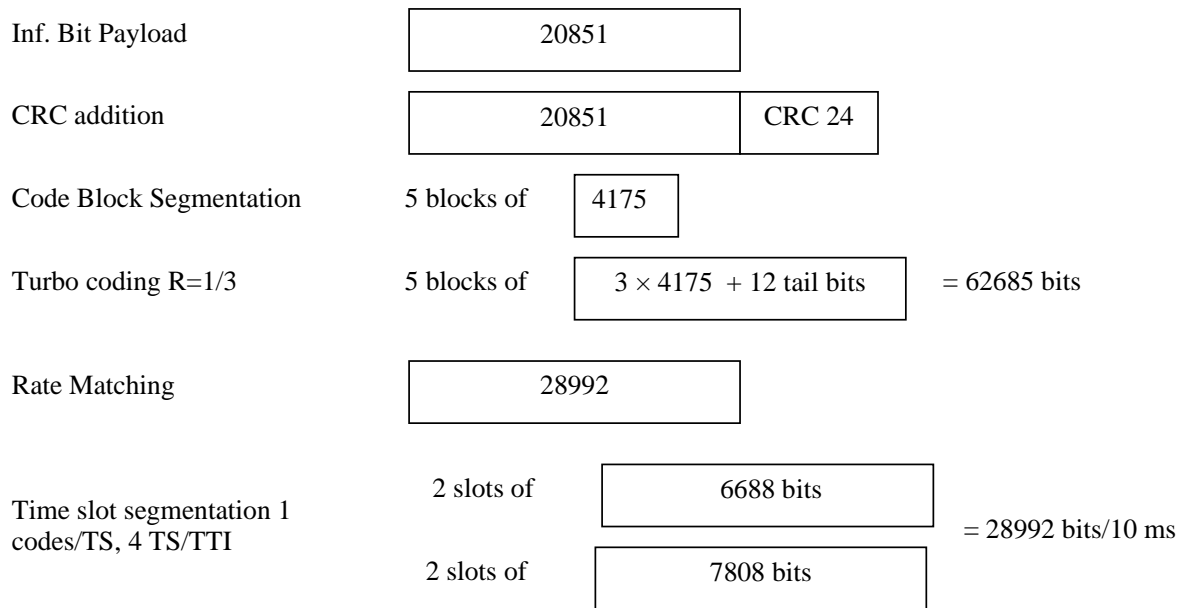 Inf. Bit Payload 20851
CRC addition 20851 CRC 24
Code Block Segmentation 5 blocks of 4175
Turbo coding R=1/3 5 blocks of 3 × 4175 + 12 tail bits = 62685 bits
Rate Matching 28992
2 slots of 6688 bits
Time slot segmentation 1
codes/TS, 4 TS/TTI = 28992 bits/10 ms
2 slots of 7808 bits